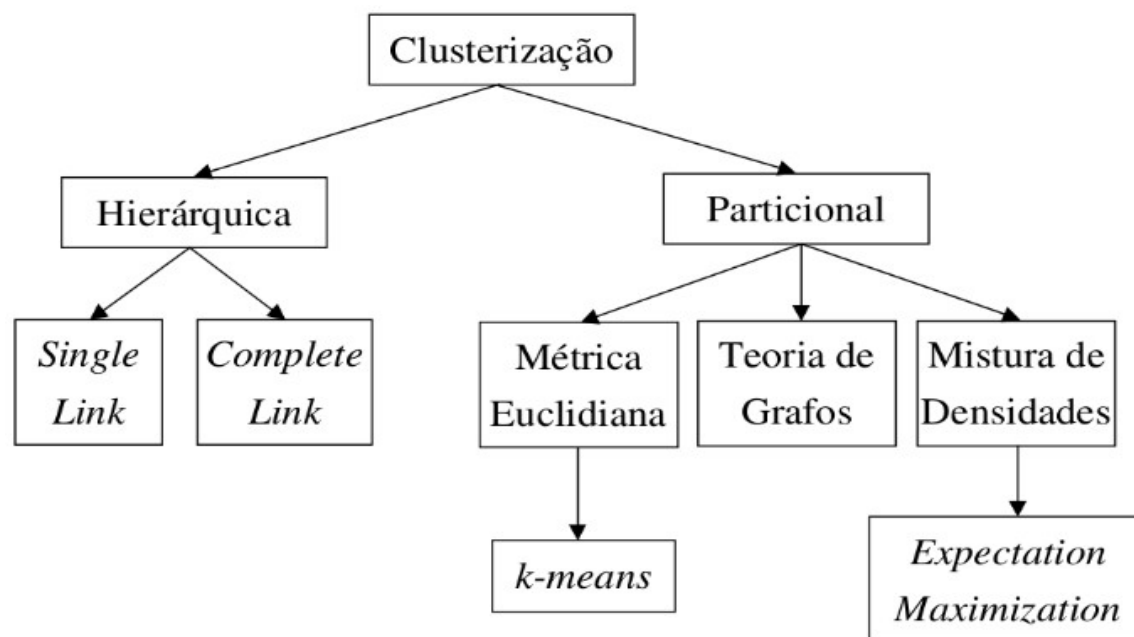 Clusterização
Hierárquica
Particional
Single
Link
Complete
Link
Métrica
Euclidiana
Teoria de
Grafos
Mistura de
Densidades
k-means
Expectation
Maximization